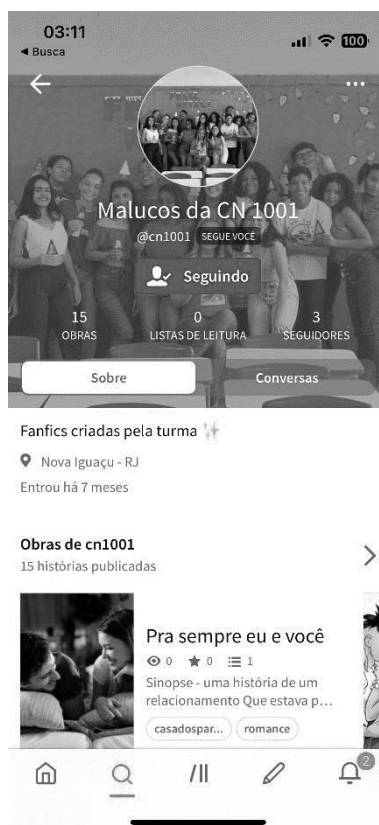 03:11
100
◀ Busca
Malucos da CN 1001
@cn1001 SEGUE VOCÊ
Seguindo
15 0 3
OBRAS LISTAS DE LEITURA SEGUIDORES
Sobre Conversas
Fanfics criadas pela turma ✨
Nova Iguaçu - RJ
Entrou há 7 meses
Obras de cn1001
15 histórias publicadas
Pra sempre eu e você
0 0 1
Sinopse - uma história de um
relacionamento Que estava p...
casadospar... romance
2